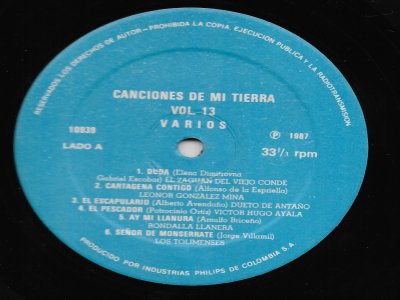 RESERVADOS LOS DERECHOS DE AUTOR - PROHIBIDA LA COPIA EJECUCION PUBLICA Y LA RADIOTRANSMISION
CANCIONES DE MI TIERRA
VOL. 13
VARIOS
10939
Ⓟ 1987
LADO A
33 1/3 rpm
1. DUDA (Elena Dimitrovna)
Gabriel Escobar) EL ZAGUAN DEL VIEJO CONDE
2. CARTAGENA CONTIGO (Alfonso de la Espriella)
LEONOR GONZALEZ MINA
3. EL ESCAPULARIO (Alberto Avendaño) DUETO DE ANTAÑO
4. EL PESCADOR (Patrocinio Ortiz) VICTOR HUGO AYALA
5. AY MI LLANURA (Arnulfo Briceño)
RONDALLA LLANERA
6. SEÑOR DE MONSERRATE (Jorge Villamil)
LOS TOLIMENSES
PRODUCIDO POR INDUSTRIAS PHILIPS DE COLOMBIA S.A.